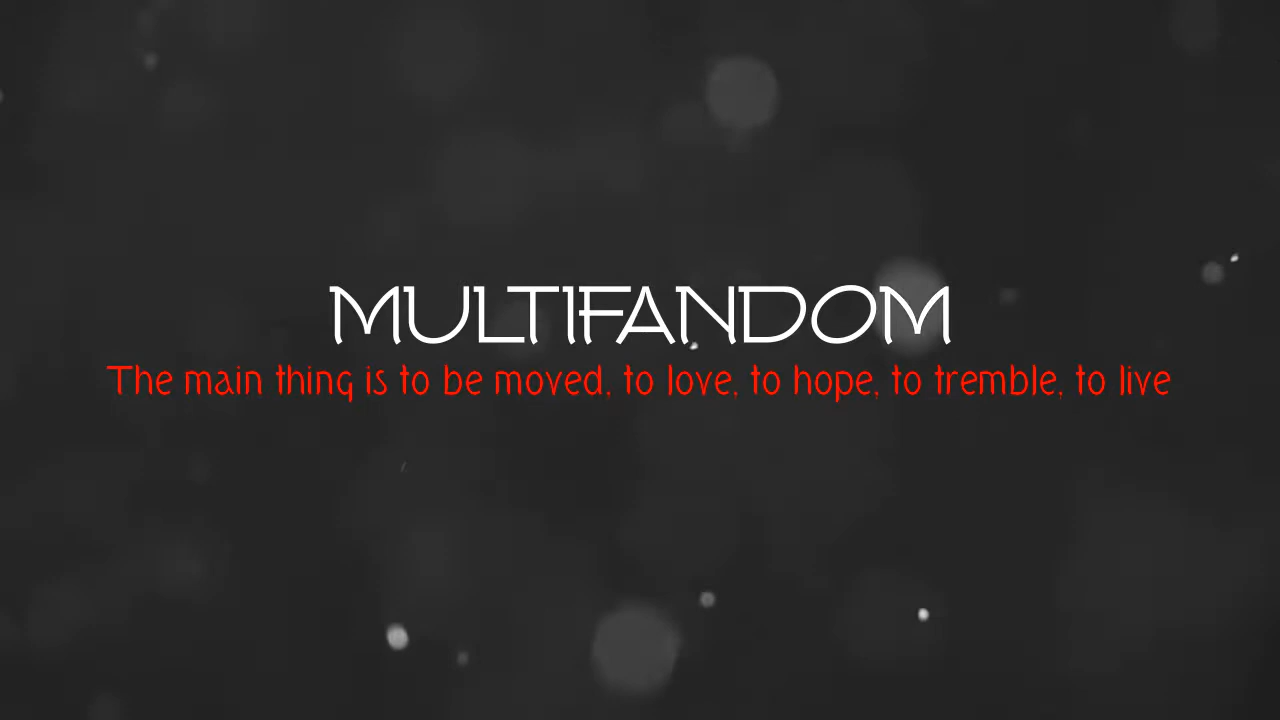 MULTIFANDOM
The main thing is to be moved, to love, to hope, to tremble, to live